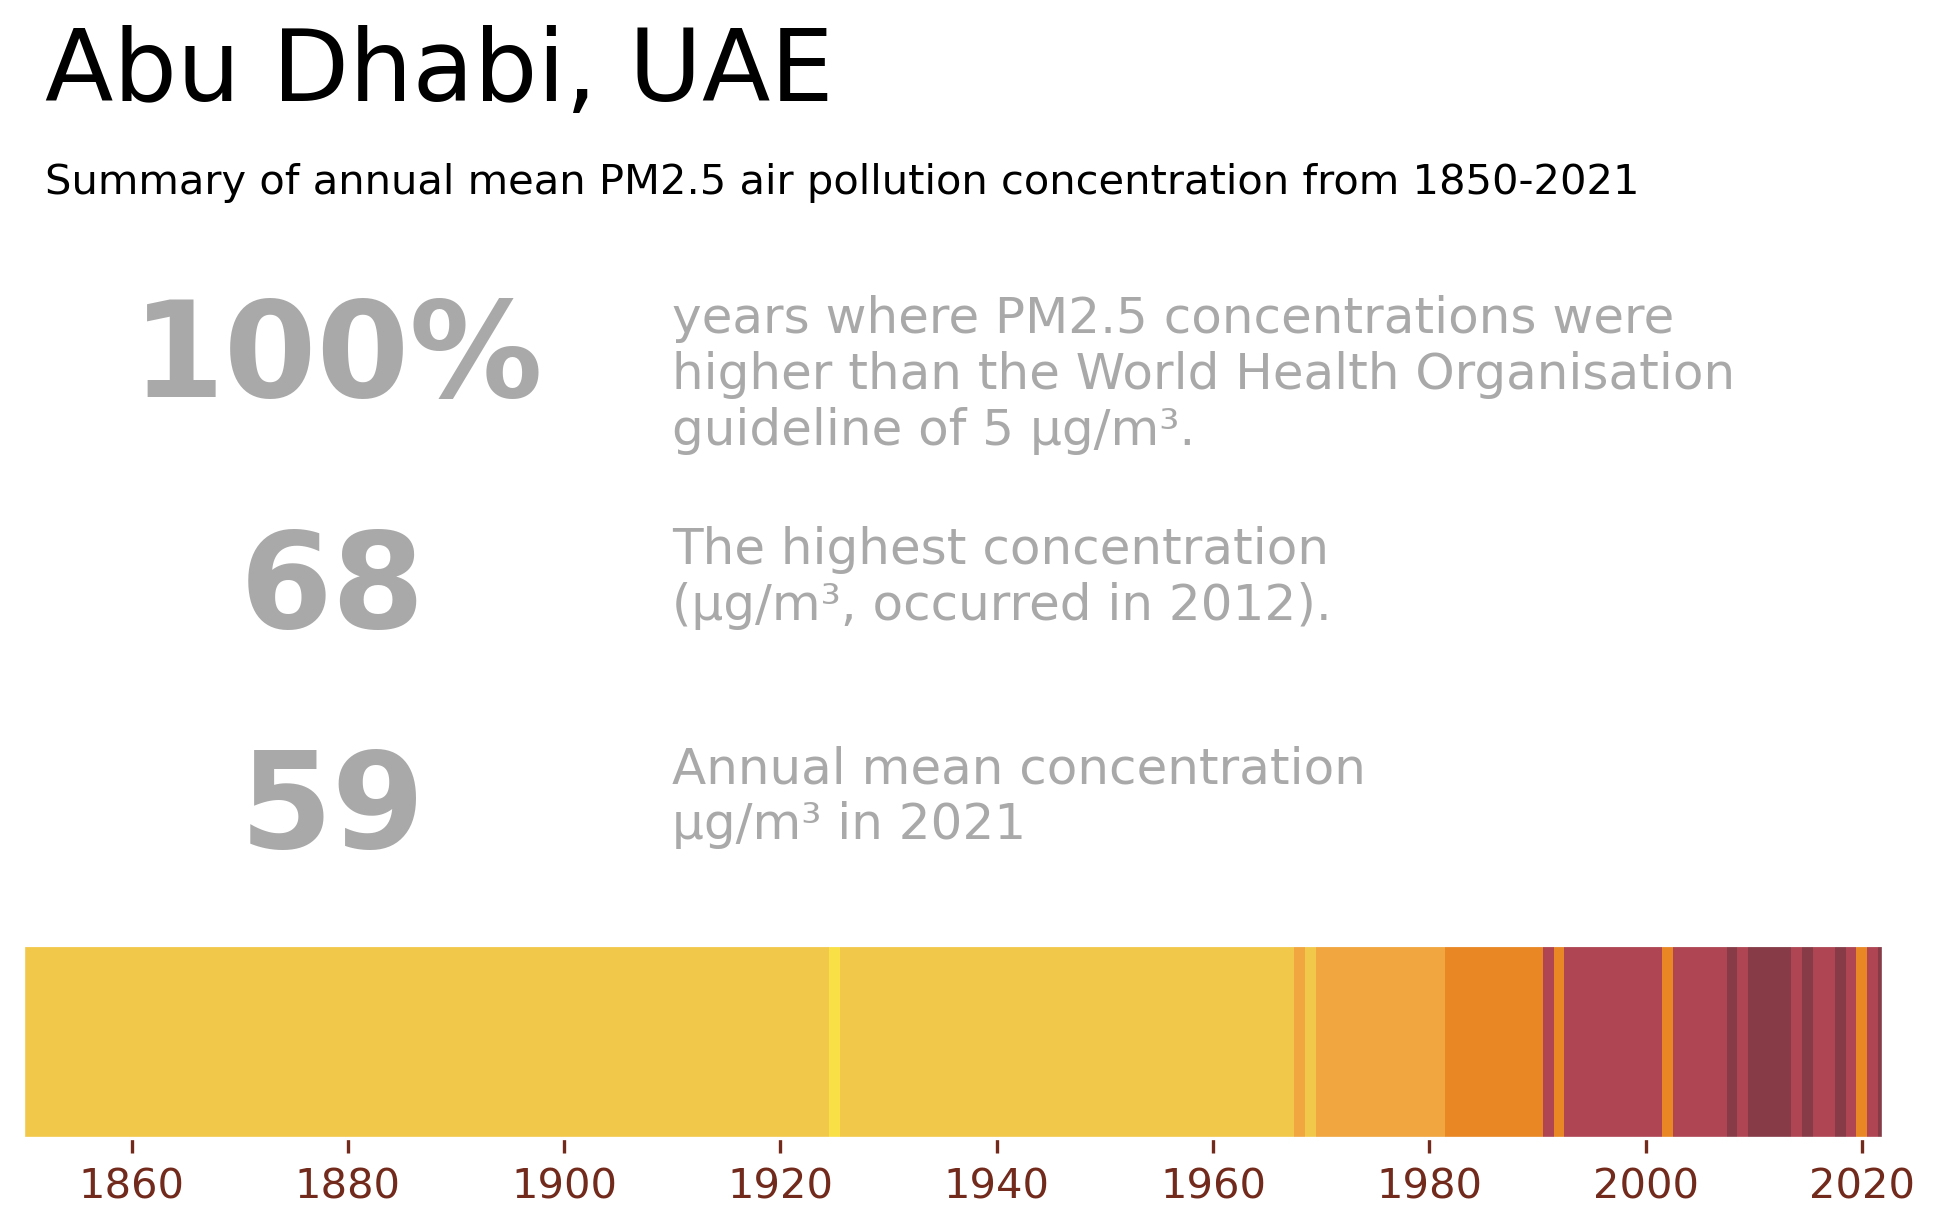 Abu Dhabi, UAE
Summary of annual mean PM2.5 air pollution concentration from 1850-2021
100%
years where PM2.5 concentrations were
higher than the World Health Organisation
guideline of 5 μg/m³.
68
The highest concentration
(μg/m³, occurred in 2012).
59
Annual mean concentration
μg/m³ in 2021
1860 1880 1900 1920 1940 1960 1980 2000 2020